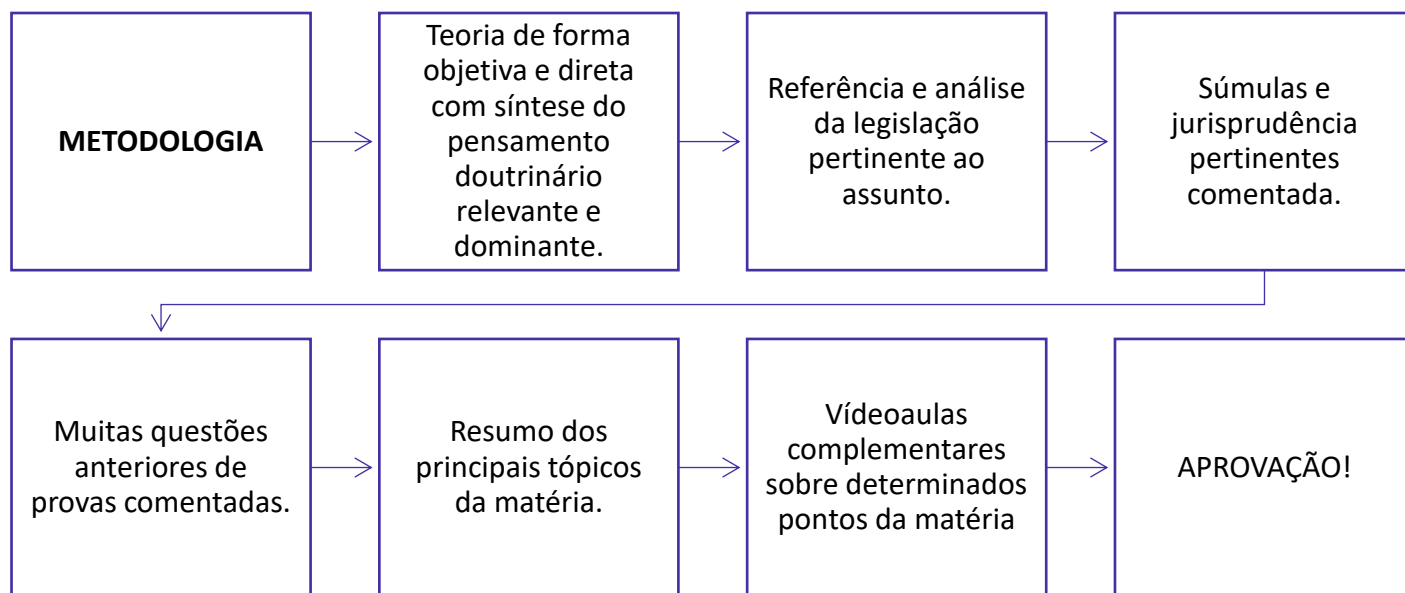 METODOLOGIA
Teoria de forma
objetiva e direta
com síntese do
pensamento
doutrinário
relevante e
dominante.
Referência e análise
da legislação
pertinente ao
assunto.
Súmulas e
jurisprudência
pertinentes
comentada.
Muitas questões
anteriores de
provas comentadas.
Resumo dos
principais tópicos
da matéria.
Vídeoaulas
complementares
sobre determinados
pontos da matéria
APROVAÇÃO!